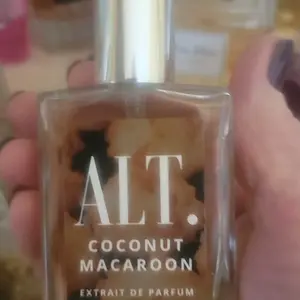 ALT.
COCONUT
MACAROON
EXTRAIT DE PARFUM